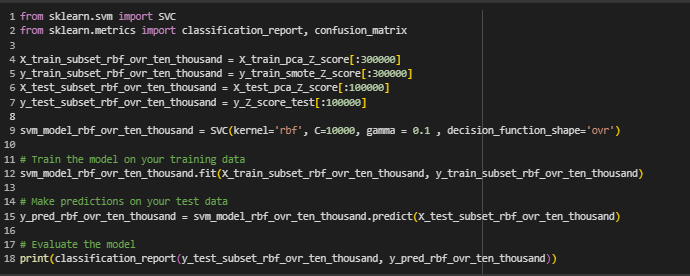 1 from sklearn.svm import SVC
2 from sklearn.metrics import classification_report, confusion_matrix
3
4 X_train_subset_rbf_ovr_ten_thousand = X_train_pca_Z_score[:300000]
5 y_train_subset_rbf_ovr_ten_thousand = y_train_smote_Z_score[:300000]
6 X_test_subset_rbf_ovr_ten_thousand = X_test_pca_Z_score[:100000]
7 y_test_subset_rbf_ovr_ten_thousand = y_Z_score_test[:100000]
8
9 svm_model_rbf_ovr_ten_thousand = SVC(kernel='rbf', C=10000, gamma = 0.1 , decision_function_shape='ovr')
10
11 # Train the model on your training data
12 svm_model_rbf_ovr_ten_thousand.fit(X_train_subset_rbf_ovr_ten_thousand, y_train_subset_rbf_ovr_ten_thousand)
13
14 # Make predictions on your test data
15 y_pred_rbf_ovr_ten_thousand = svm_model_rbf_ovr_ten_thousand.predict(X_test_subset_rbf_ovr_ten_thousand)
16
17 # Evaluate the model
18 print(classification_report(y_test_subset_rbf_ovr_ten_thousand, y_pred_rbf_ovr_ten_thousand))